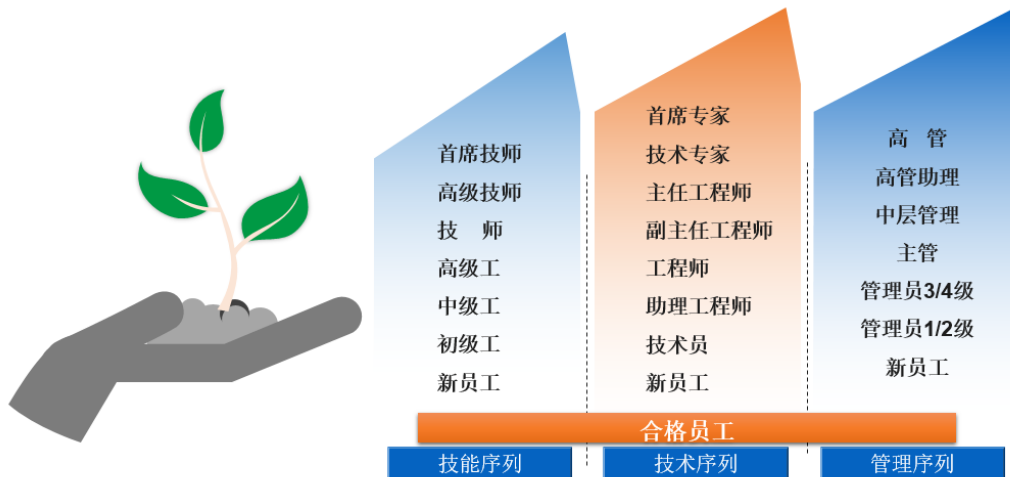 首席技师
高级技师
技 师
高级工
中级工
初级工
新员工
首席专家
技术专家
主任工程师
副主任工程师
工程师
助理工程师
技术员
新员工
高 管
高管助理
中层管理
主管
管理员3/4级
管理员1/2级
新员工
合格员工
技能序列
技术序列
管理序列